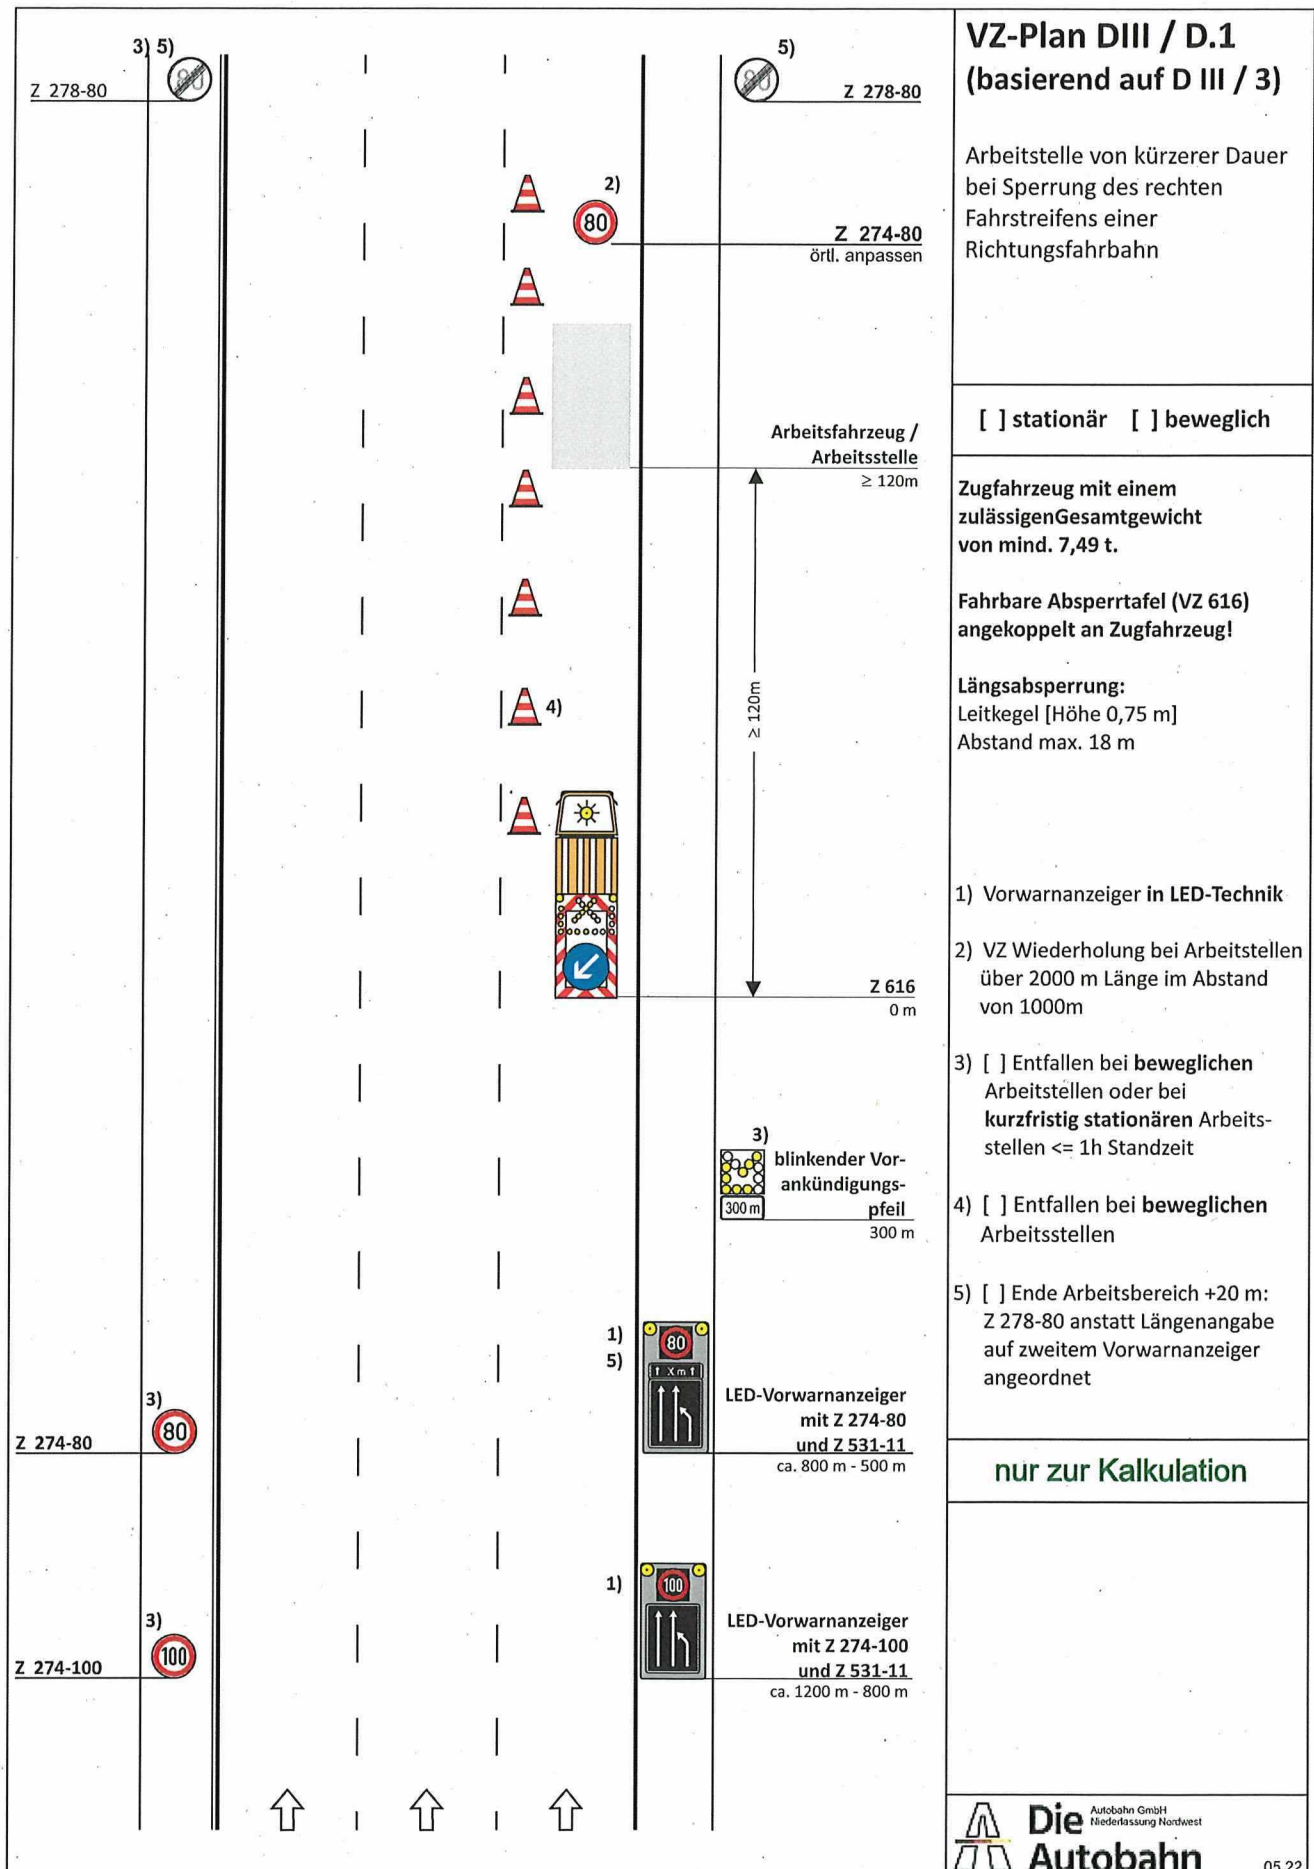 VZ-Plan DIII / D.1
(basierend auf D III / 3)
Arbeitstelle von kürzerer Dauer
bei Sperrung des rechten
Fahrstreifens einer
Richtungsfahrbahn
[ ] stationär [ ] beweglich
Zugfahrzeug mit einem
zulässigenGesamtgewicht
von mind. 7,49 t.
Fahrbare Absperrtafel (VZ 616)
angekoppelt an Zugfahrzeug!
Längsabsperrung:
Leitkegel [Höhe 0,75 m]
Abstand max. 18 m
1) Vorwarnanzeiger in LED-Technik
2) VZ Wiederholung bei Arbeitstellen
über 2000 m Länge im Abstand
von 1000m
3) [ ] Entfallen bei beweglichen
Arbeitstellen oder bei
kurzfristig stationären Arbeits-
stellen <= 1h Standzeit
4) [ ] Entfallen bei beweglichen
Arbeitsstellen
5) [ ] Ende Arbeitsbereich +20 m:
Z 278-80 anstatt Längenangabe
auf zweitem Vorwarnanzeiger
angeordnet
nur zur Kalkulation
Die
Autobahn GmbH
Niederlassung Nordwest
Autobahn
05.22
3) 5)
80
Z 278-80
5)
80
Z 278-80
2)
80
Z 274-80
örtl. anpassen
Arbeitsfahrzeug /
Arbeitsstelle
≥ 120m
≥ 120m
4)
Z 616
0 m
3)
blinkender Vor-
ankündigungs-
pfeil
300 m
300 m
1)
5)
80
X m
LED-Vorwarnanzeiger
mit Z 274-80
und Z 531-11
ca. 800 m - 500 m
3)
80
Z 274-80
1)
100
LED-Vorwarnanzeiger
mit Z 274-100
und Z 531-11
ca. 1200 m - 800 m
3)
100
Z 274-100